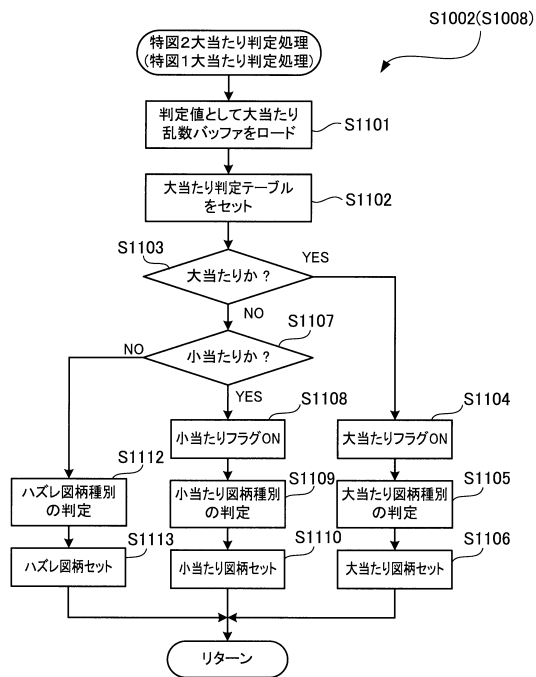 S1002(S1008)
特図2大当たり判定処理
(特図1大当たり判定処理)
判定値として大当たり
乱数バッファをロード
S1101
大当たり判定テーブル
をセット
S1102
S1103
大当たりか?
YES
NO
S1107
小当たりか?
NO
YES
S1108
小当たりフラグON
S1104
大当たりフラグON
S1112
ハズレ図柄種別
の判定
S1109
小当たり図柄種別
の判定
S1105
大当たり図柄種別
の判定
S1113
ハズレ図柄セット
S1110
小当たり図柄セット
S1106
大当たり図柄セット
リターン